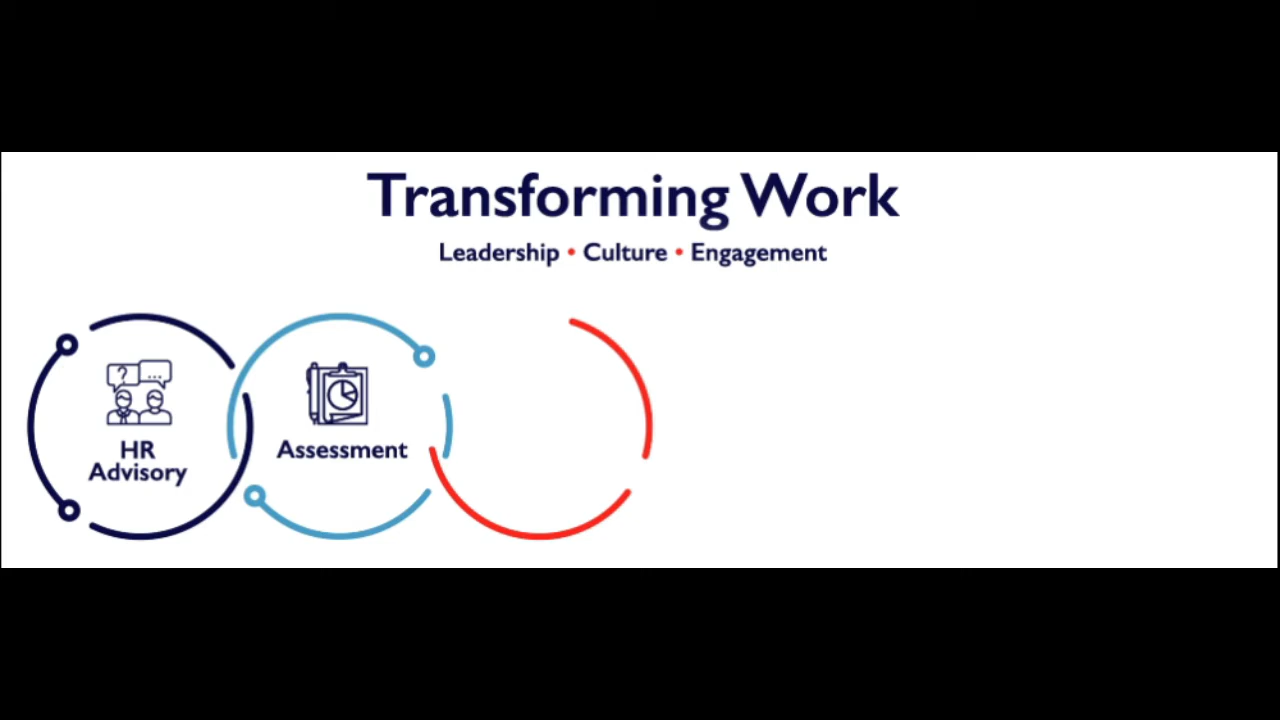 Transforming Work
Leadership • Culture • Engagement
?
...
HR
Advisory
Assessment